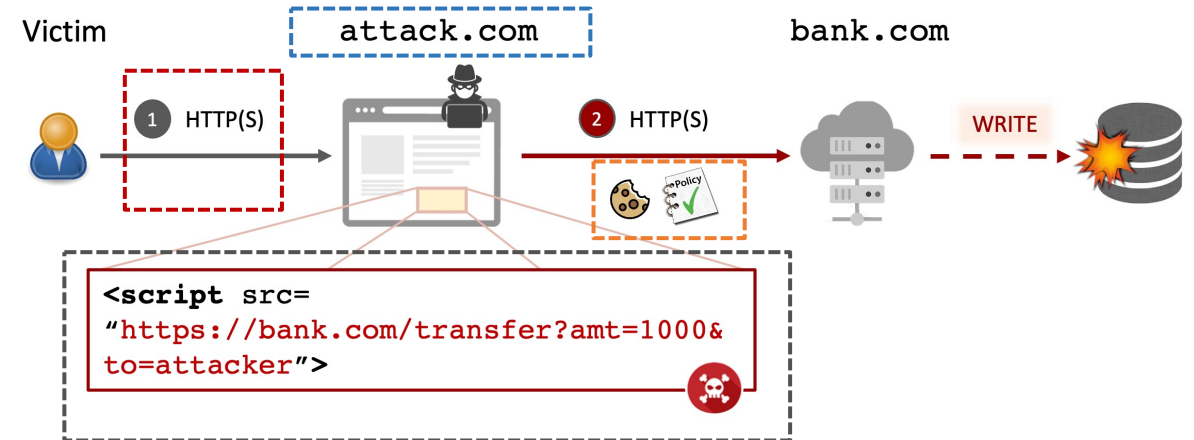 Victim
attack.com
bank.com
1 HTTP(S)
2 HTTP(S)
WRITE
Policy
<script src=
“https://bank.com/transfer?amt=1000&
to=attacker”>